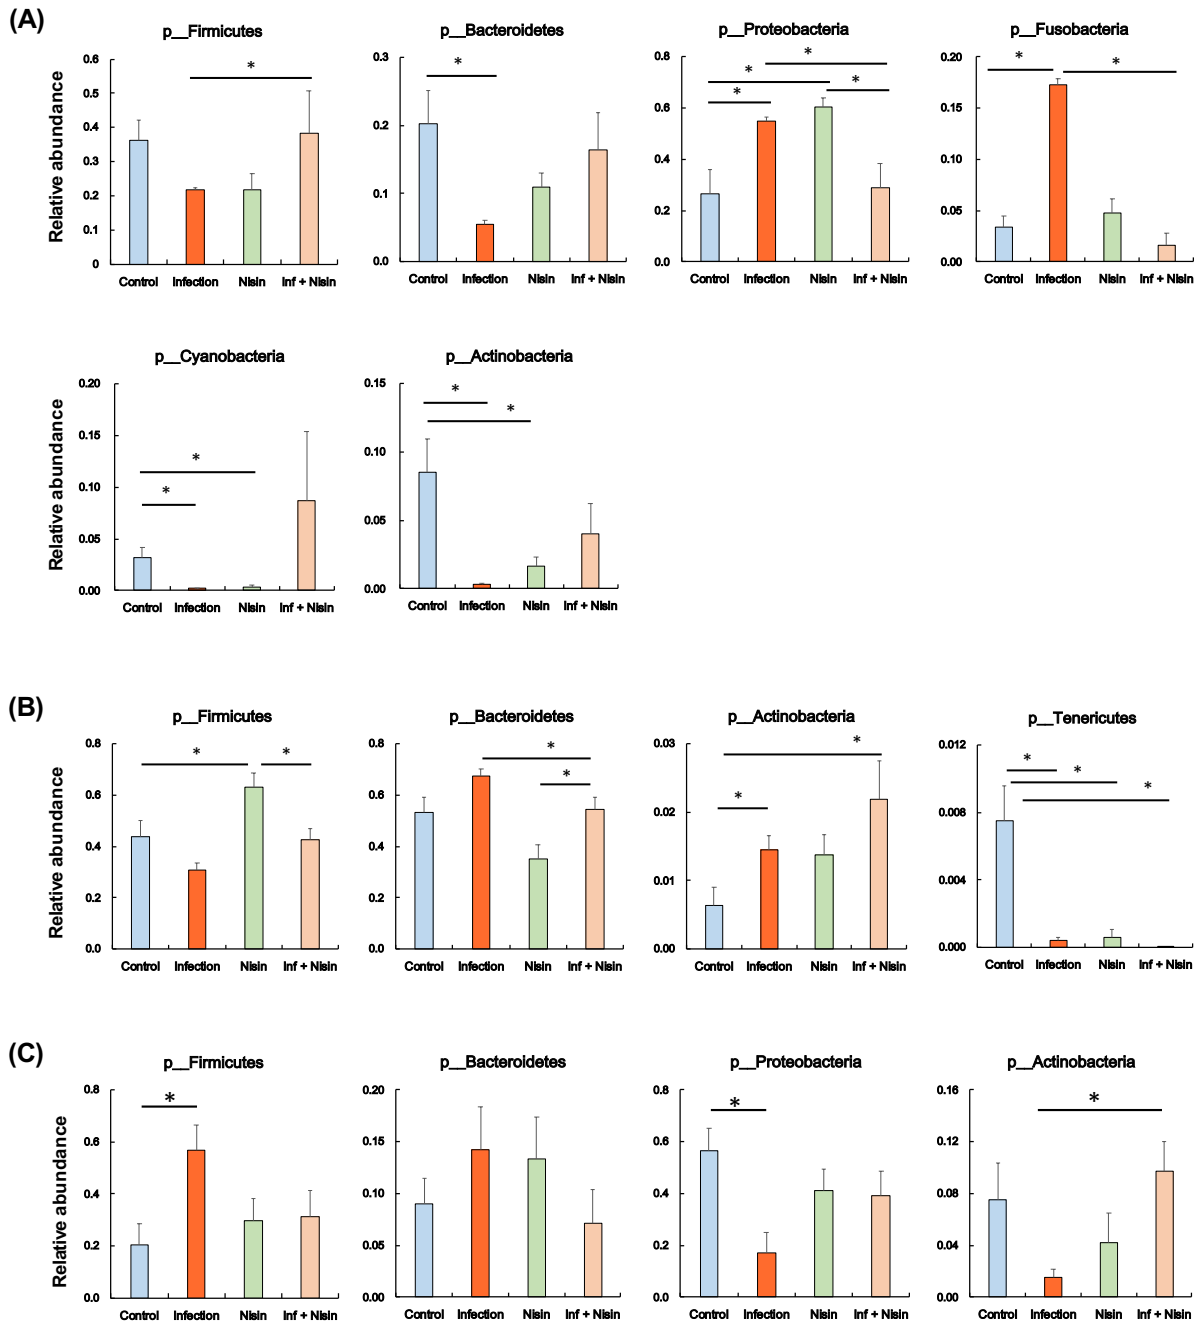 (A)
p__Firmicutes
p__Bacteroidetes
p__Proteobacteria
p__Fusobacteria
Relative abundance
0.6
0.5
0.4
0.3
0.2
0.1
0
*
Control Infection Nisin Inf + Nisin
0.3
0.2
0.1
0.0
*
Control Infection Nisin Inf + Nisin
0.8
0.6
0.4
0.2
0.0
*
*
*
*
Control Infection Nisin Inf + Nisin
0.20
0.15
0.10
0.05
0.00
*
*
Control Infection Nisin Inf + Nisin
p__Cyanobacteria
p__Actinobacteria
Relative abundance
0.20
0.15
0.10
0.05
0.00
*
*
Control Infection Nisin Inf + Nisin
0.15
0.10
0.05
0.00
*
*
Control Infection Nisin Inf + Nisin
(B)
p__Firmicutes
p__Bacteroidetes
p__Actinobacteria
p__Tenericutes
Relative abundance
0.8
0.6
0.4
0.2
0.0
*
*
Control Infection Nisin Inf + Nisin
0.8
0.6
0.4
0.2
0.0
*
*
Control Infection Nisin Inf + Nisin
0.03
0.02
0.01
0.00
*
*
Control Infection Nisin Inf + Nisin
0.012
0.008
0.004
0.000
*
*
*
Control Infection Nisin Inf + Nisin
(C)
p__Firmicutes
p__Bacteroidetes
p__Proteobacteria
p__Actinobacteria
Relative abundance
0.8
0.6
0.4
0.2
0.0
*
Control Infection Nisin Inf + Nisin
0.20
0.15
0.10
0.05
0.00
Control Infection Nisin Inf + Nisin
0.8
0.6
0.4
0.2
0.0
*
Control Infection Nisin Inf + Nisin
0.16
0.12
0.08
0.04
0.00
*
Control Infection Nisin Inf + Nisin